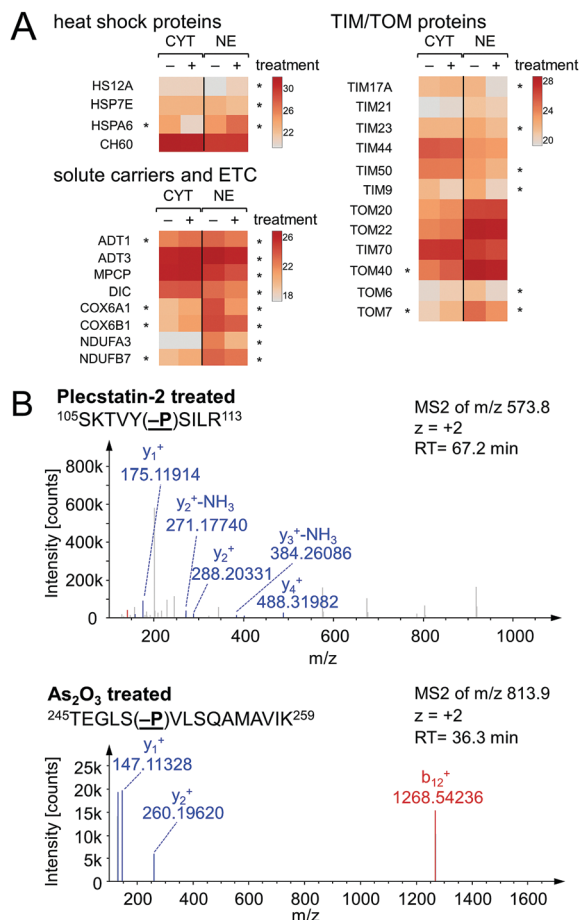 A
heat shock proteins
CYT NE
– + – + treatment
HS12A *
HSP7E *
HSPA6 * *
CH60
32
27
22
solute carriers and ETC
CYT NE
– + – + treatment
ADT1 * *
ADT3 *
MPCP *
DIC *
COX6A1 * *
COX6B1 * *
NDUFA3 *
NDUFB7 * *
26
22
18
TIM/TOM proteins
CYT NE
– + – + treatment
TIM17A *
TIM21
TIM23 *
TIM44
TIM50 *
TIM9 *
TOM20
TOM22
TIM70
TOM40 *
TOM6 *
TOM7 * *
28
24
20
B
Plecstatin-2 treated
¹⁰⁵SKTVY(–P)SILR¹¹³
MS2 of m/z 573.8
z = +2
RT= 67.2 min
Intensity [counts]
800k
600k
400k
200k
0
y₁⁺
175.11914
y₂⁺-NH₃
271.17740
y₂⁺
288.20331
y₃⁺-NH₃
384.26086
y₄⁺
488.31982
200 400 600 800 1000
m/z
As₂O₃ treated
²⁴⁵TEGLS(–P)VLSQAMAVIK²⁵⁹
MS2 of m/z 813.9
z = +2
RT= 36.3 min
Intensity [counts]
25k
20k
15k
10k
5k
0
y₁⁺
147.11328
y₂⁺
260.19620
b₁₂⁺
1268.54236
200 400 600 800 1000 1200 1400 1600
m/z